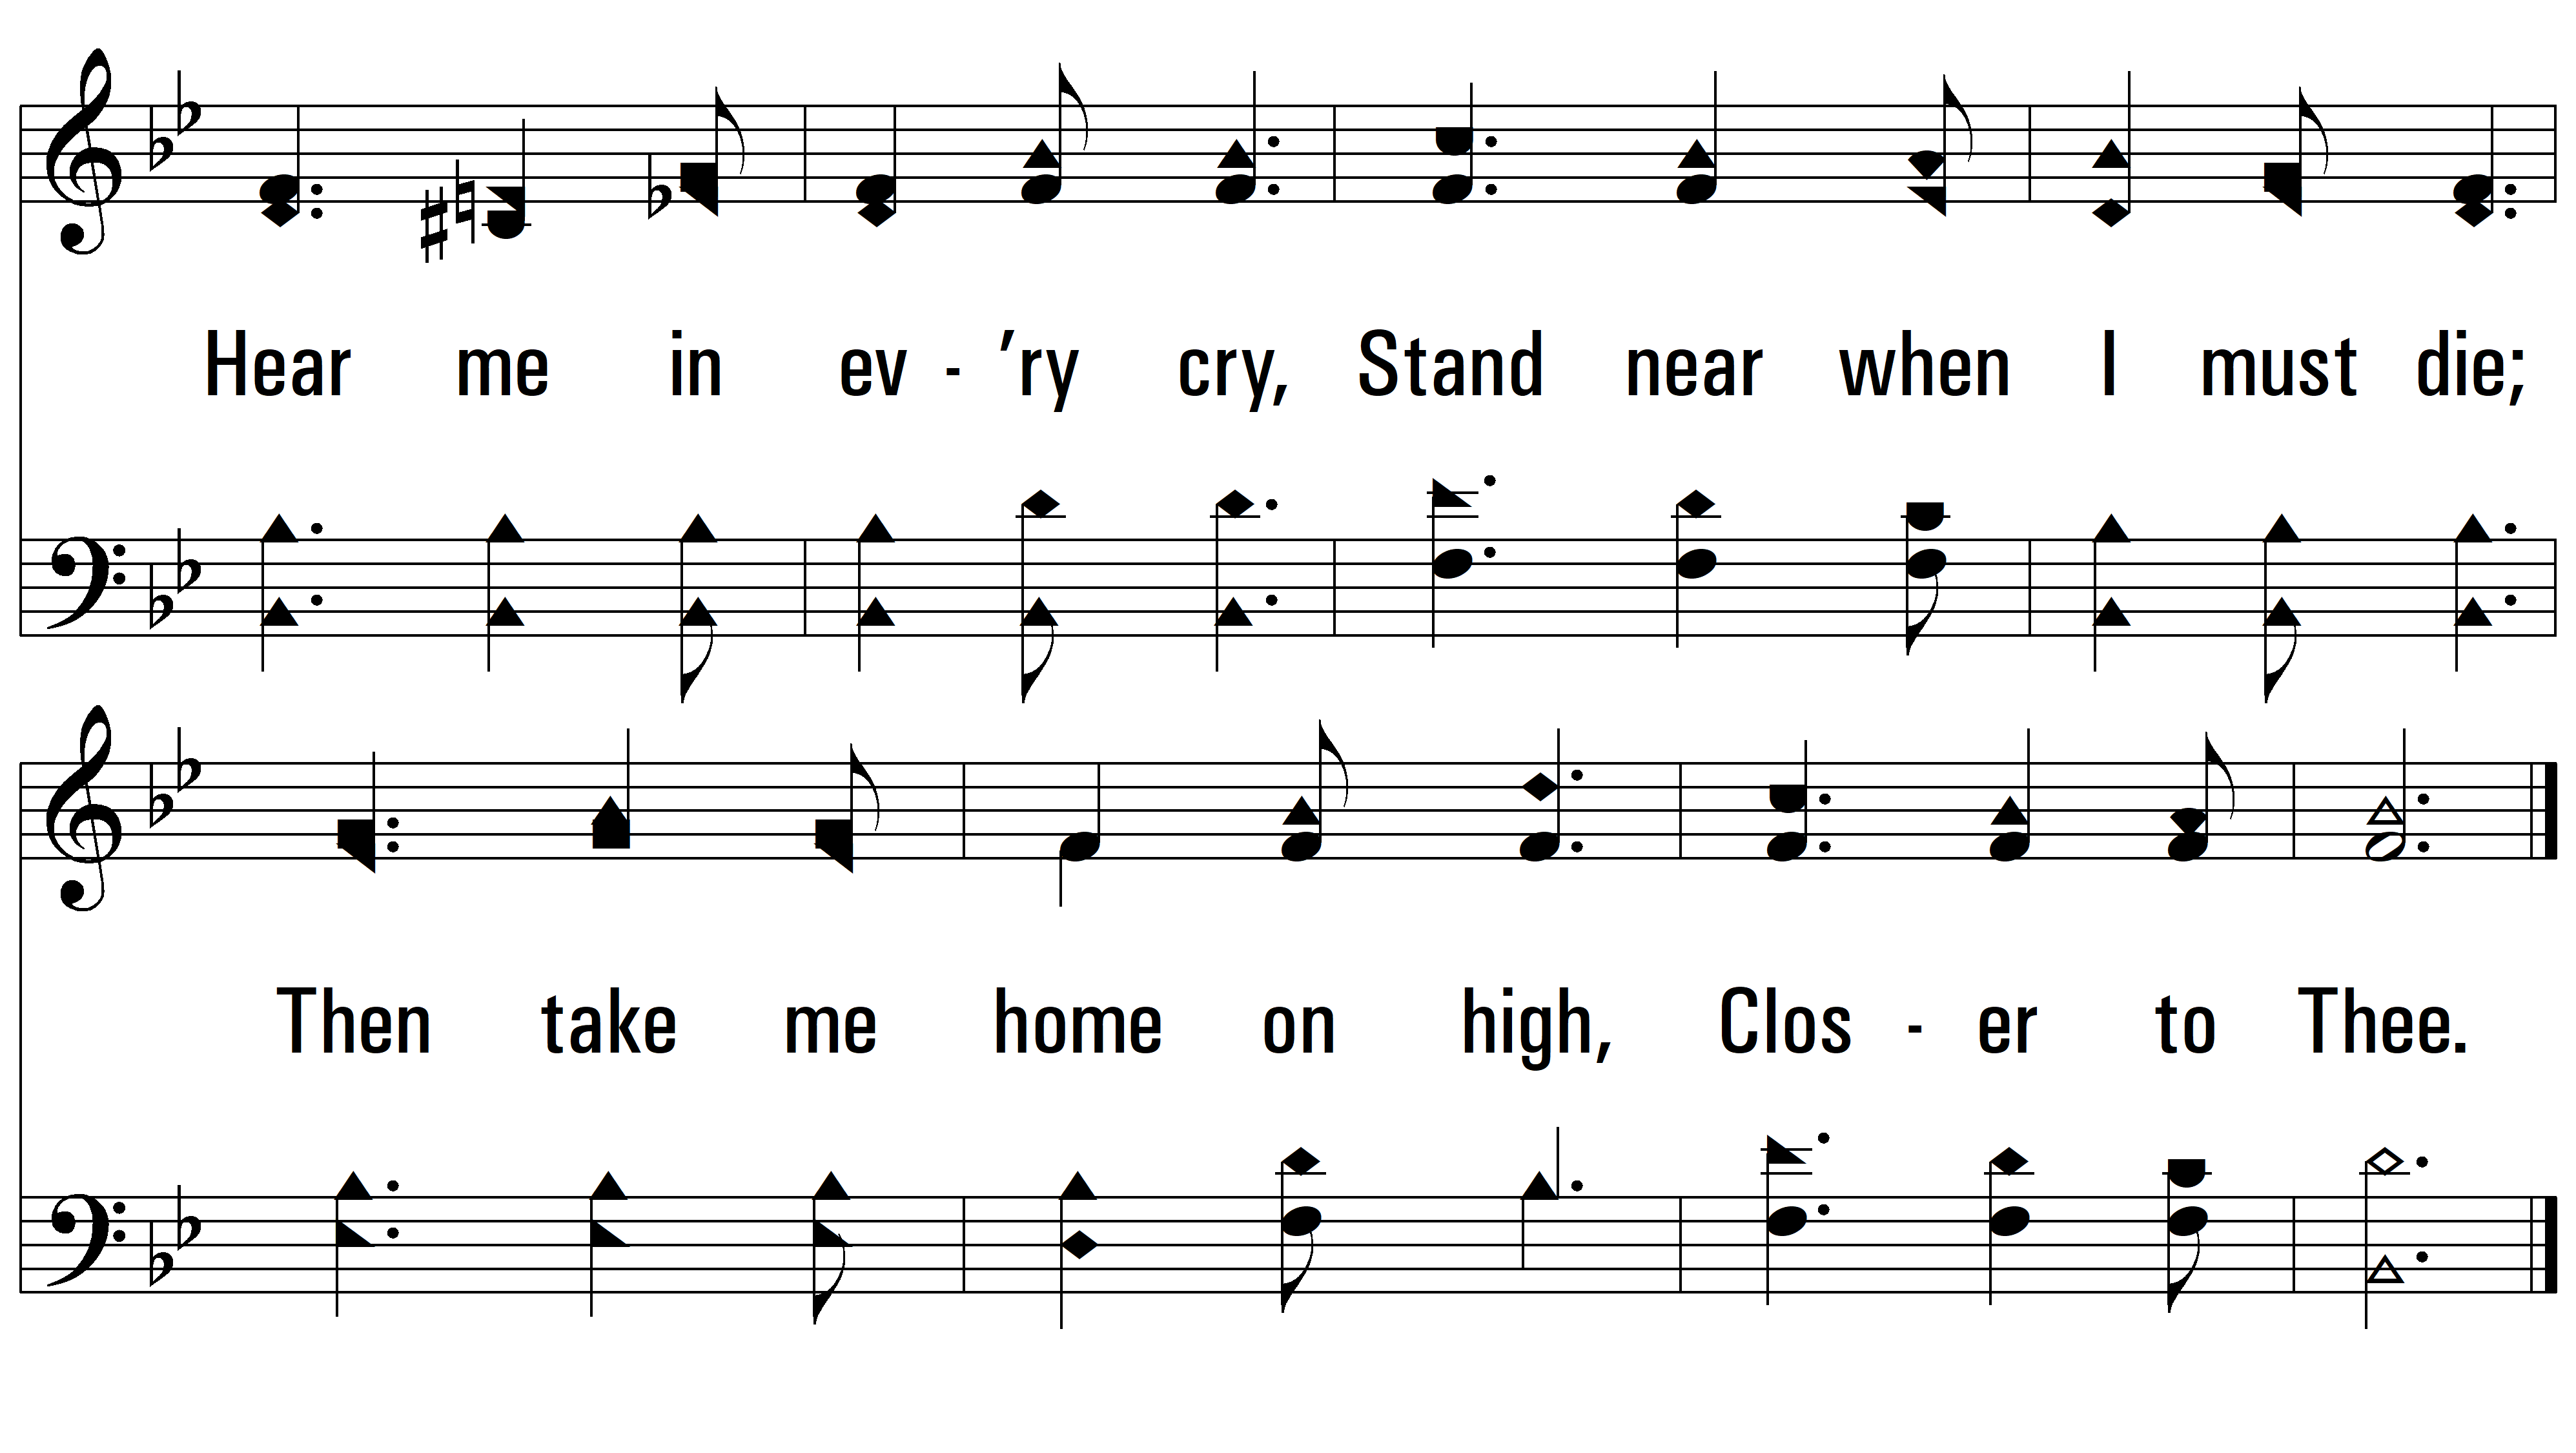 Hear me in ev - ’ry cry, Stand near when I must die;
Then take me home on high, Clos - er to Thee.